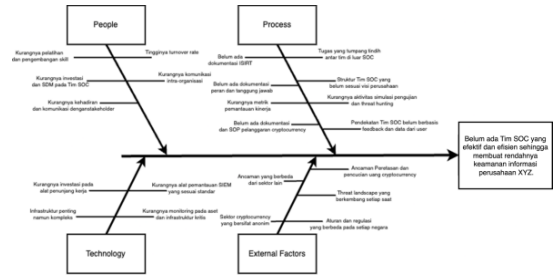 People
Process
Kurangnya pelatihan
dan pengembangan skill
Tingginya turnover rate
Kurangnya investasi
dan SDM pada Tim SOC
Kurangnya komunikasi
intra-organisasi
Kurangnya kehadiran
dan komunikasi dengan stakeholder
Belum ada
dokumentasi ISIRT
Tugas yang tumpang tindih
antar tim di luar SOC
Belum ada dokumentasi
peran dan tanggung jawab
Struktur Tim SOC yang
belum sesuai visi perusahaan
Kurangnya metrik
pemantauan kinerja
Kurangnya aktivitas simulasi pengujian
dan threat hunting
Belum ada dokumentasi
dan SOP pelanggaran cryptocurrency
Pendekatan Tim SOC belum berbasis
feedback dan data dari user
Belum ada Tim SOC yang
efektif dan efisien sehingga
membuat rendahnya
keamanan informasi
perusahaan XYZ.
Kurangnya investasi pada
alat penunjang kerja
Kurangnya alat pemantauan SIEM
yang sesuai standar
Infrastruktur penting
namun kompleks
Kurangnya monitoring pada aset
dan infrastruktur kritis
Ancaman yang berbeda
dari sektor lain
Ancaman Peretasan dan
pencucian uang cryptocurrency
Threat landscape yang
berkembang setiap saat
Sektor cryptocurrency
yang bersifat anonim
Aturan dan regulasi
yang berbeda pada setiap negara
Technology
External Factors